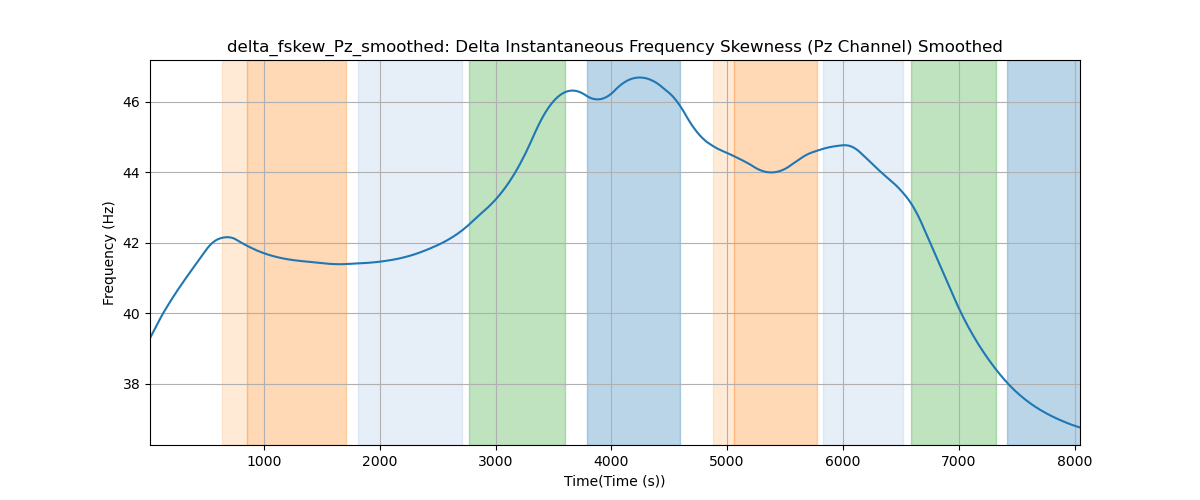 delta_fskew_Pz_smoothed: Delta Instantaneous Frequency Skewness (Pz Channel) Smoothed
Frequency (Hz)
46
44
42
40
38
1000 2000 3000 4000 5000 6000 7000 8000
Time(Time (s))